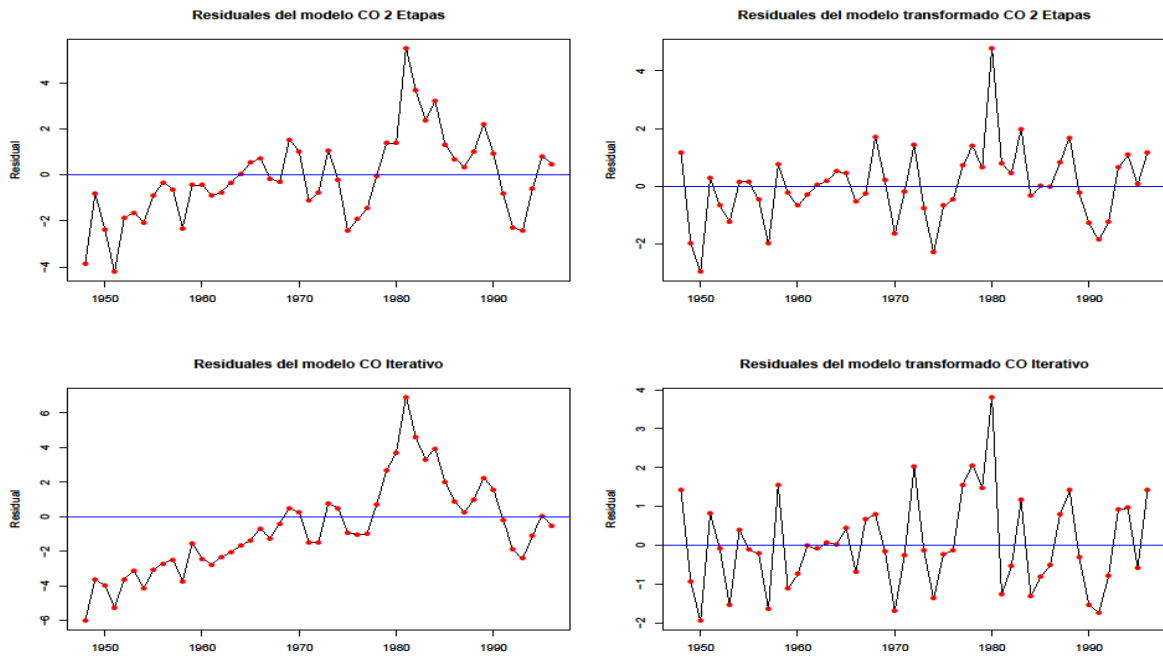 Residuales del modelo CO 2 Etapas
Residual
4
2
0
−2
−4
1950 1960 1970 1980 1990
Residuales del modelo transformado CO 2 Etapas
Residual
4
2
0
−2
1950 1960 1970 1980 1990
Residuales del modelo CO Iterativo
Residual
6
4
2
0
−2
−4
−6
1950 1960 1970 1980 1990
Residuales del modelo transformado CO Iterativo
Residual
4
3
2
1
0
−1
−2
1950 1960 1970 1980 1990